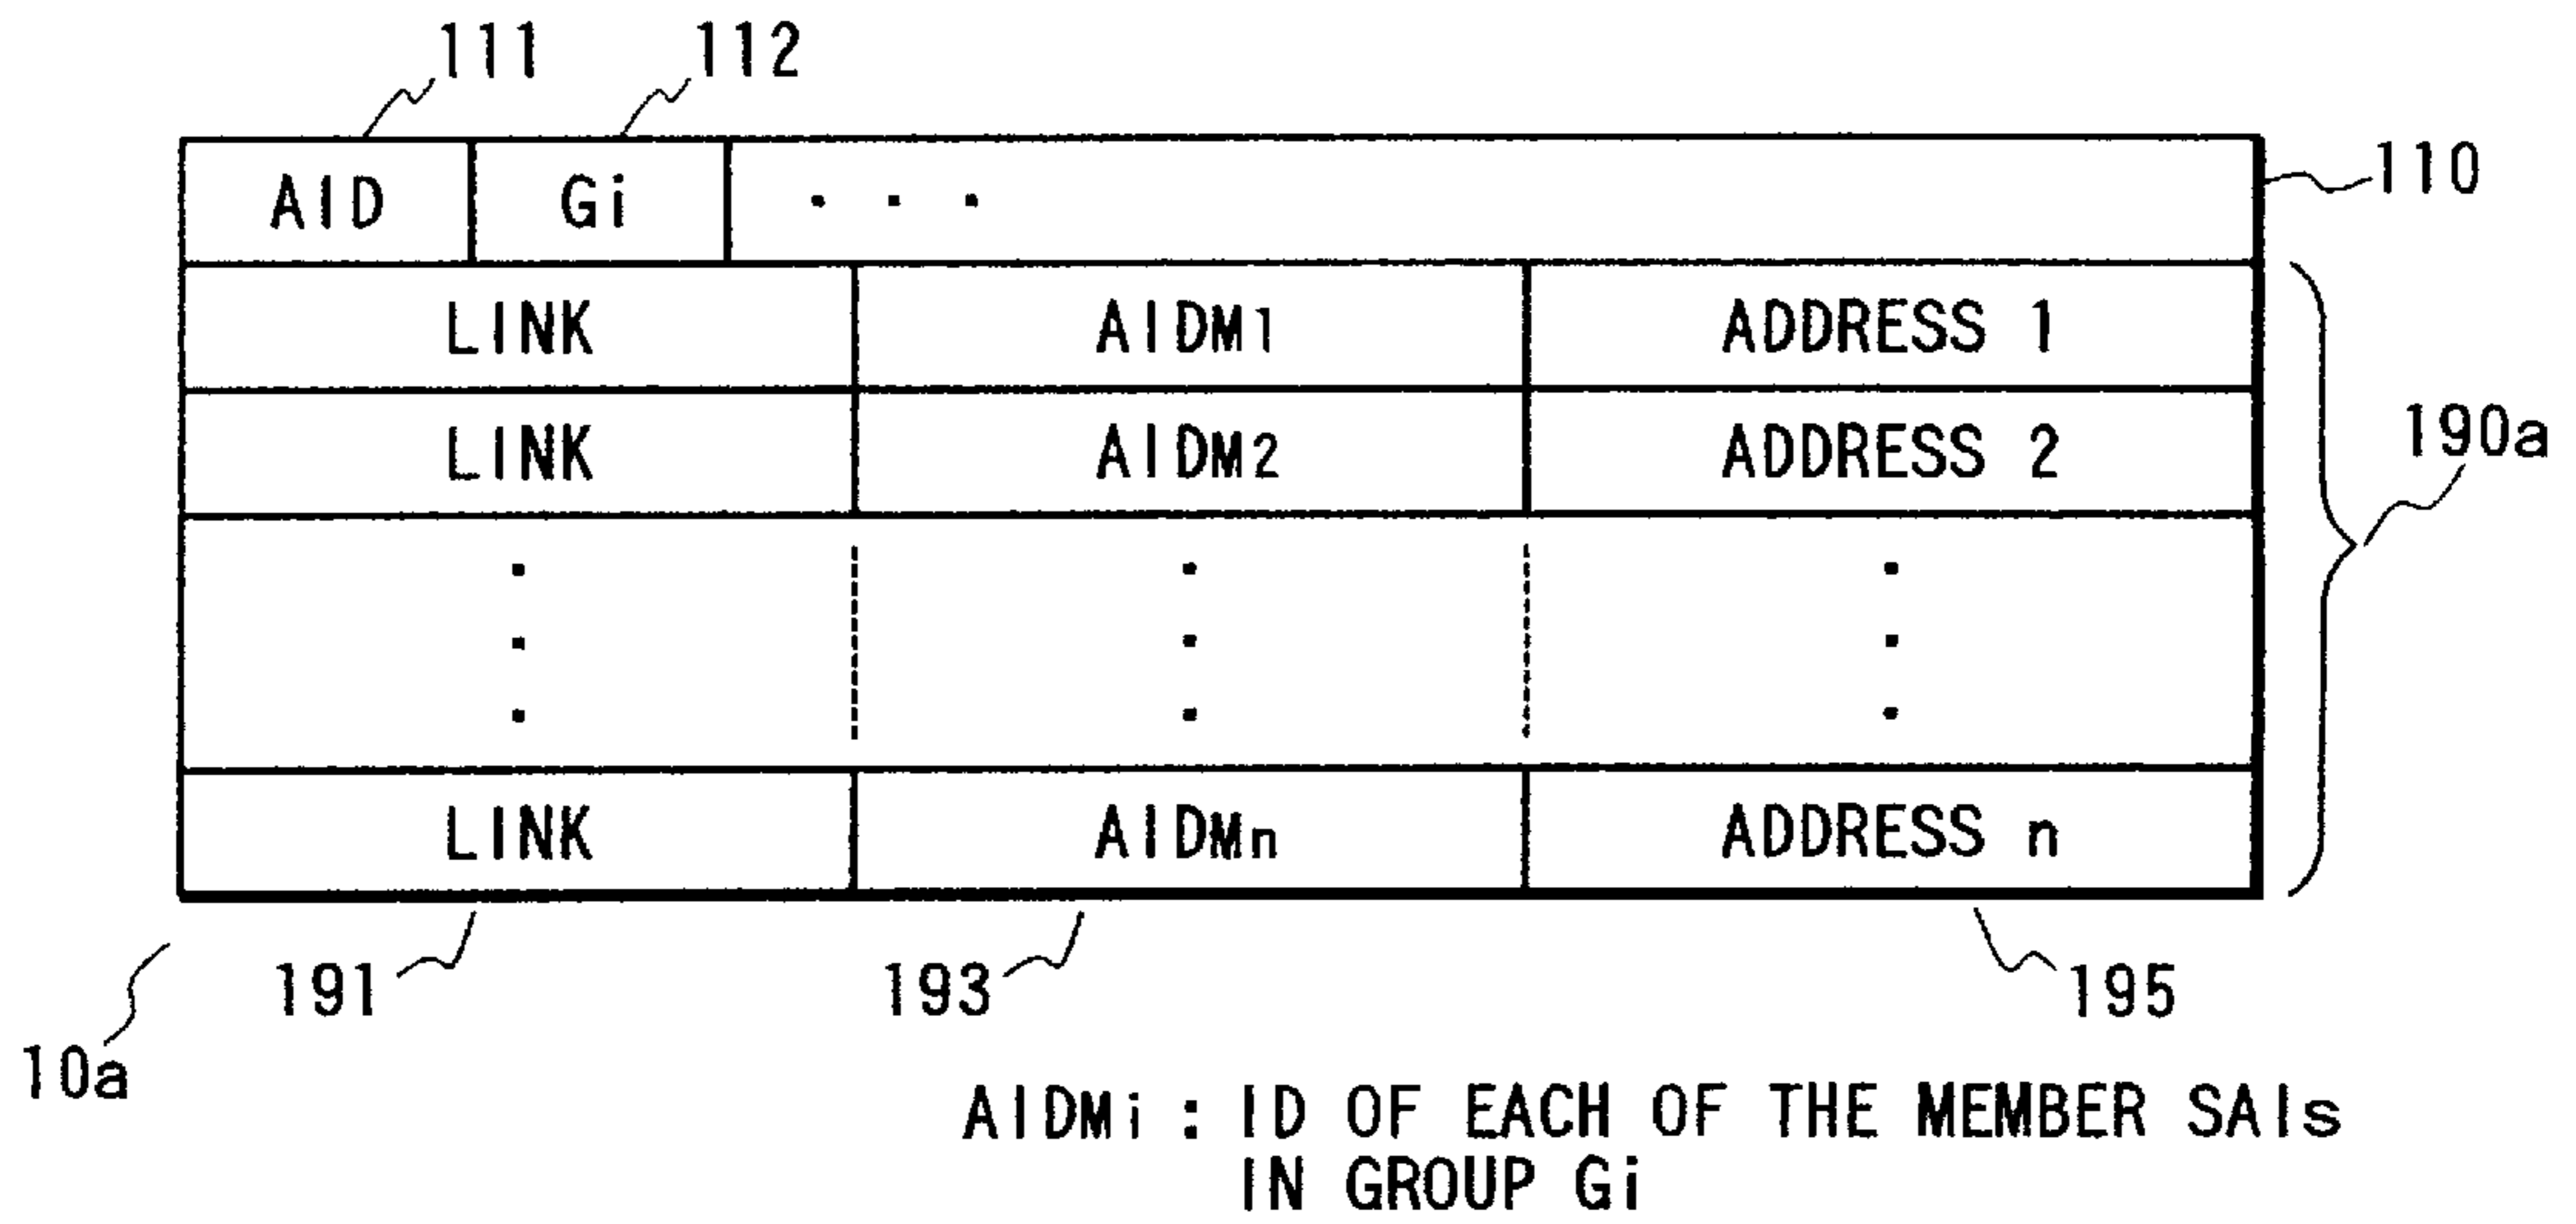 111 112
AID Gi . . . 110
LINK AIDM1 ADDRESS 1
LINK AIDM2 ADDRESS 2
190a
LINK AIDMn ADDRESS n
191 193 195
10a
AIDMi : ID OF EACH OF THE MEMBER SAIs
IN GROUP Gi